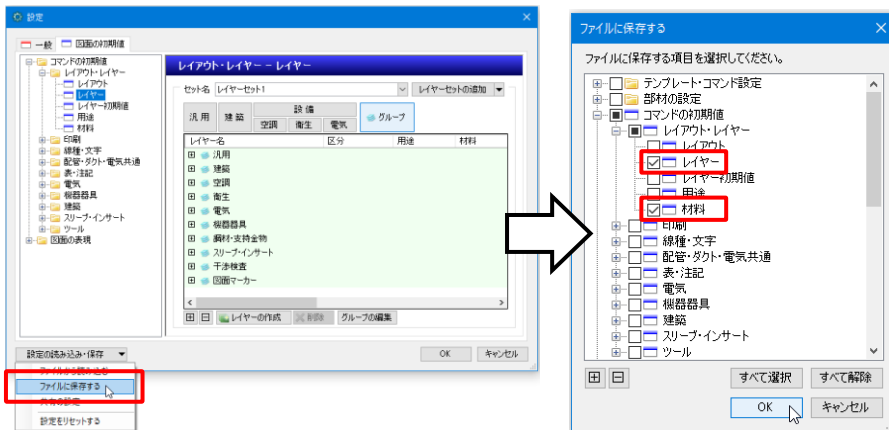 設定
一般 図面の初期値
コマンドの初期値
レイアウト・レイヤー
レイアウト
レイヤー
レイヤー初期値
用途
材料
印刷
線種・文字
配管・ダクト・電気共通
表・注記
電気
機器器具
建築
スリーブ・インサート
ツール
図面の表現
レイアウト・レイヤー − レイヤー
セット名 レイヤーセット1 レイヤーセットの追加
汎用 建築 設備 空調 衛生 電気 グループ
レイヤー名 区分 用途 材料
汎用
建築
空調
衛生
電気
機器器具
鋼材・支持金物
スリーブ・インサート
干渉検査
図面マーカー
レイヤーの作成 削除 グループの編集
設定の読み込み・保存 OK キャンセル
ファイルから読み込む
ファイルに保存する
共有の設定
設定をリセットする
ファイルに保存する
ファイルに保存する項目を選択してください。
テンプレート・コマンド設定
部材の設定
コマンドの初期値
レイアウト・レイヤー
レイアウト
レイヤー
レイヤー初期値
用途
材料
印刷
線種・文字
配管・ダクト・電気共通
表・注記
電気
機器器具
建築
スリーブ・インサート
ツール
すべて選択 すべて解除
OK キャンセル